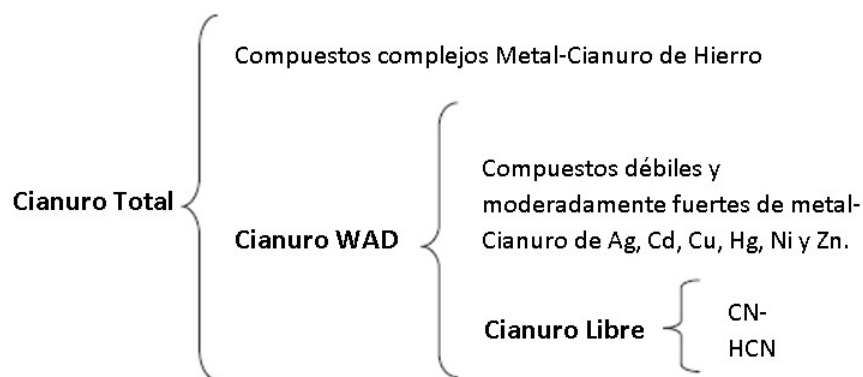 Compuestos complejos Metal-Cianuro de Hierro
Cianuro Total
Cianuro WAD
Compuestos débiles y
moderadamente fuertes de metal-
Cianuro de Ag, Cd, Cu, Hg, Ni y Zn.
Cianuro Libre
CN-
HCN